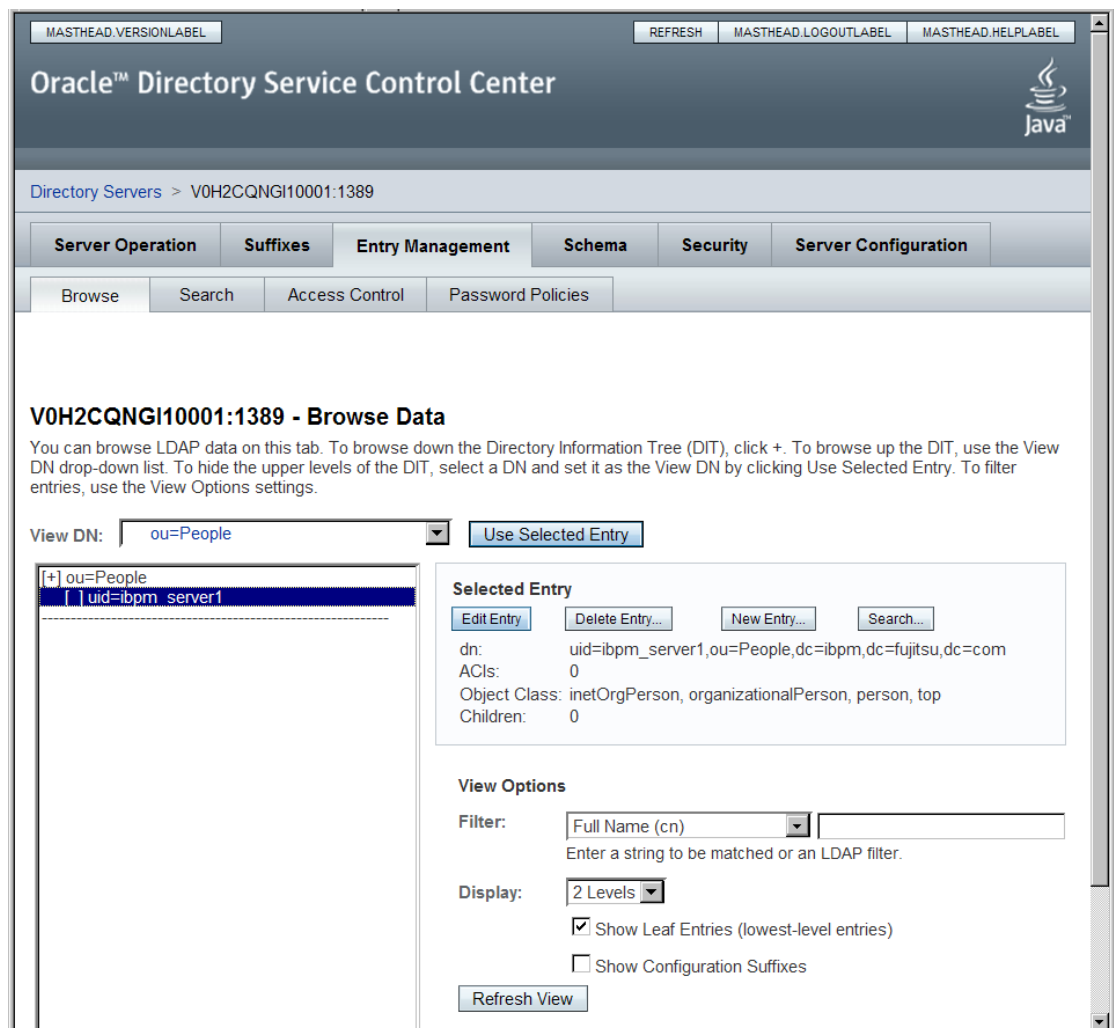 MASTHEAD.VERSIONLABEL REFRESH MASTHEAD.LOGOUTLABEL MASTHEAD.HELPLABEL
Oracle™ Directory Service Control Center
Java™
Directory Servers > V0H2CQNGI10001:1389
Server Operation Suffixes Entry Management Schema Security Server Configuration
Browse Search Access Control Password Policies
V0H2CQNGI10001:1389 - Browse Data
You can browse LDAP data on this tab. To browse down the Directory Information Tree (DIT), click +. To browse up the DIT, use the View
DN drop-down list. To hide the upper levels of the DIT, select a DN and set it as the View DN by clicking Use Selected Entry. To filter
entries, use the View Options settings.
View DN: ou=People Use Selected Entry
[+] ou=People
[ ] uid=ibpm_server1
----------------------------------------------------------
Selected Entry
Edit Entry Delete Entry... New Entry... Search...
dn: uid=ibpm_server1,ou=People,dc=ibpm,dc=fujitsu,dc=com
ACIs: 0
Object Class: inetOrgPerson, organizationalPerson, person, top
Children: 0
View Options
Filter: Full Name (cn)
Enter a string to be matched or an LDAP filter.
Display: 2 Levels
Show Leaf Entries (lowest-level entries)
Show Configuration Suffixes
Refresh View